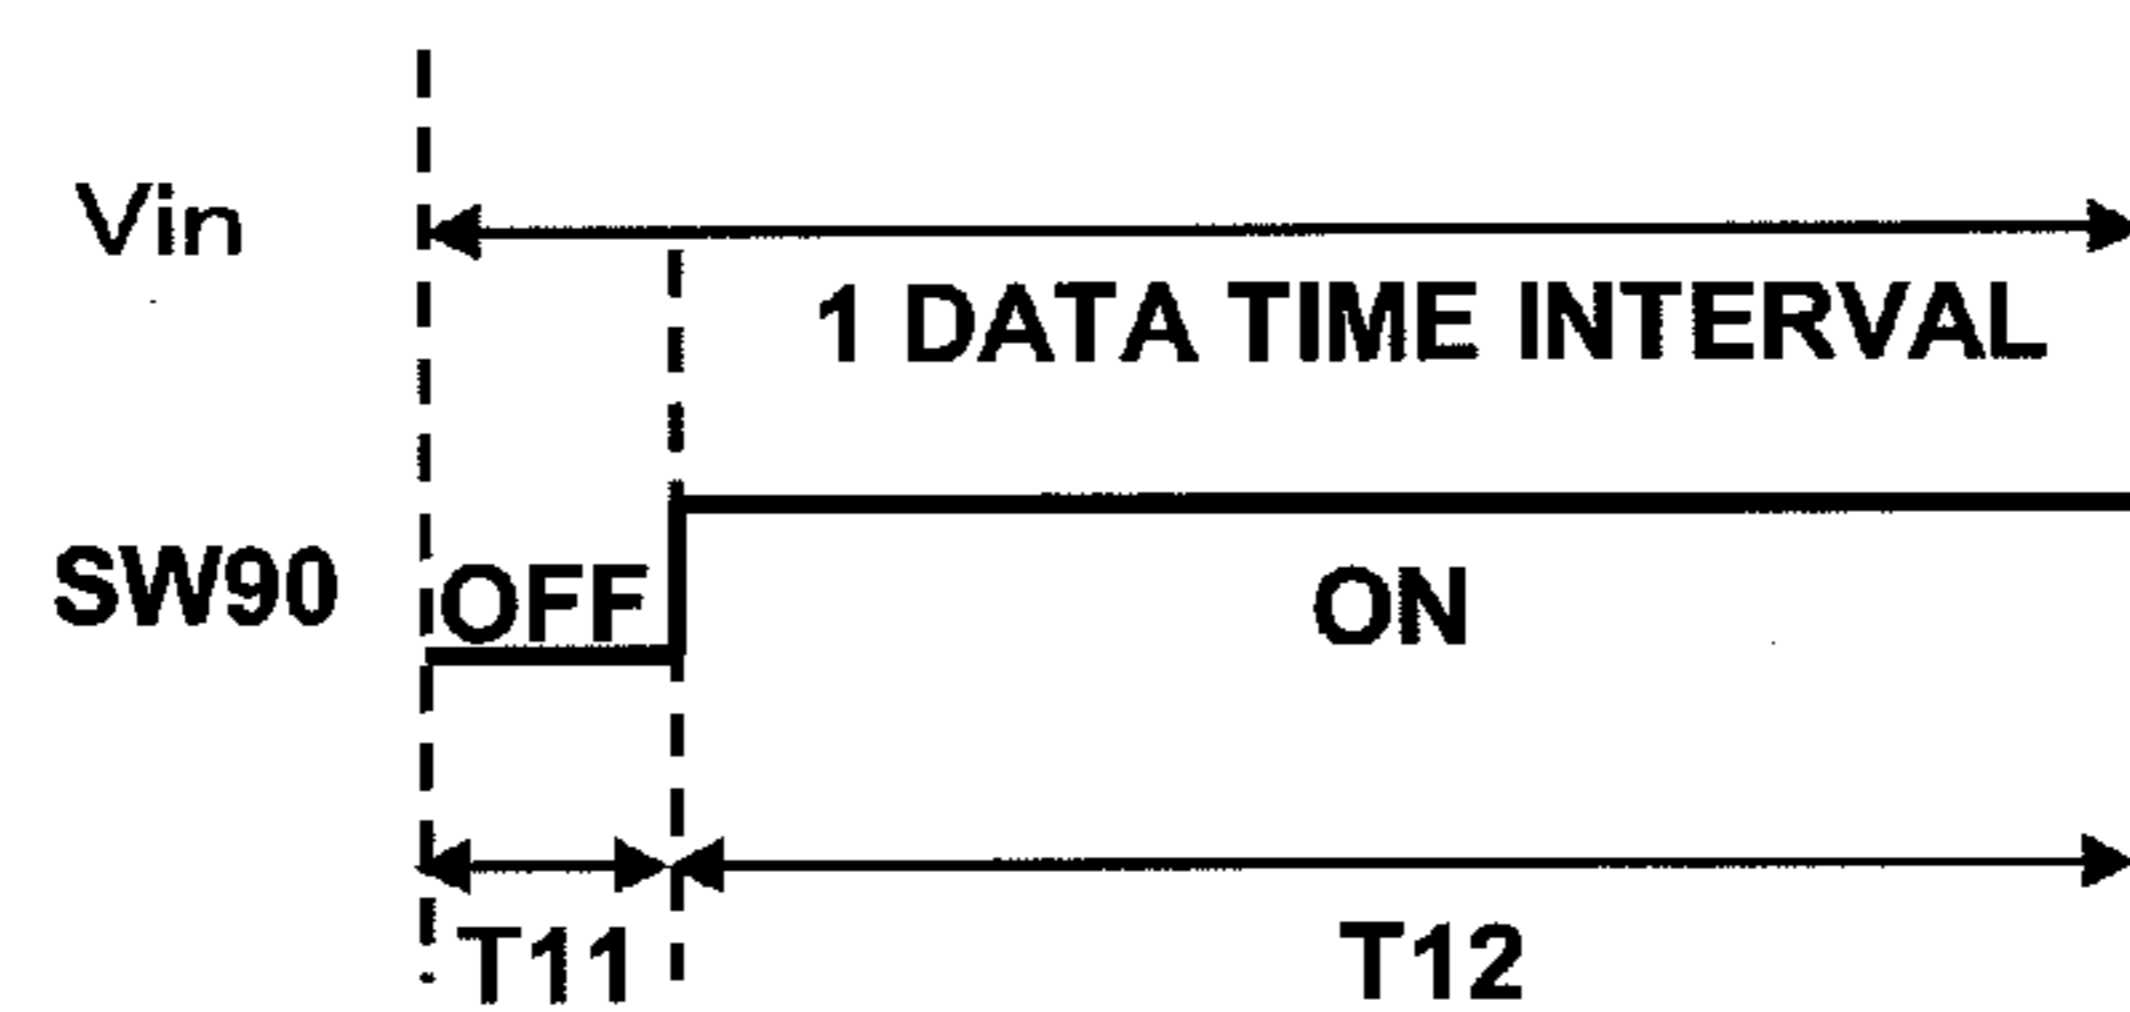 Vin
1 DATA TIME INTERVAL
SW90
OFF
ON
T11
T12